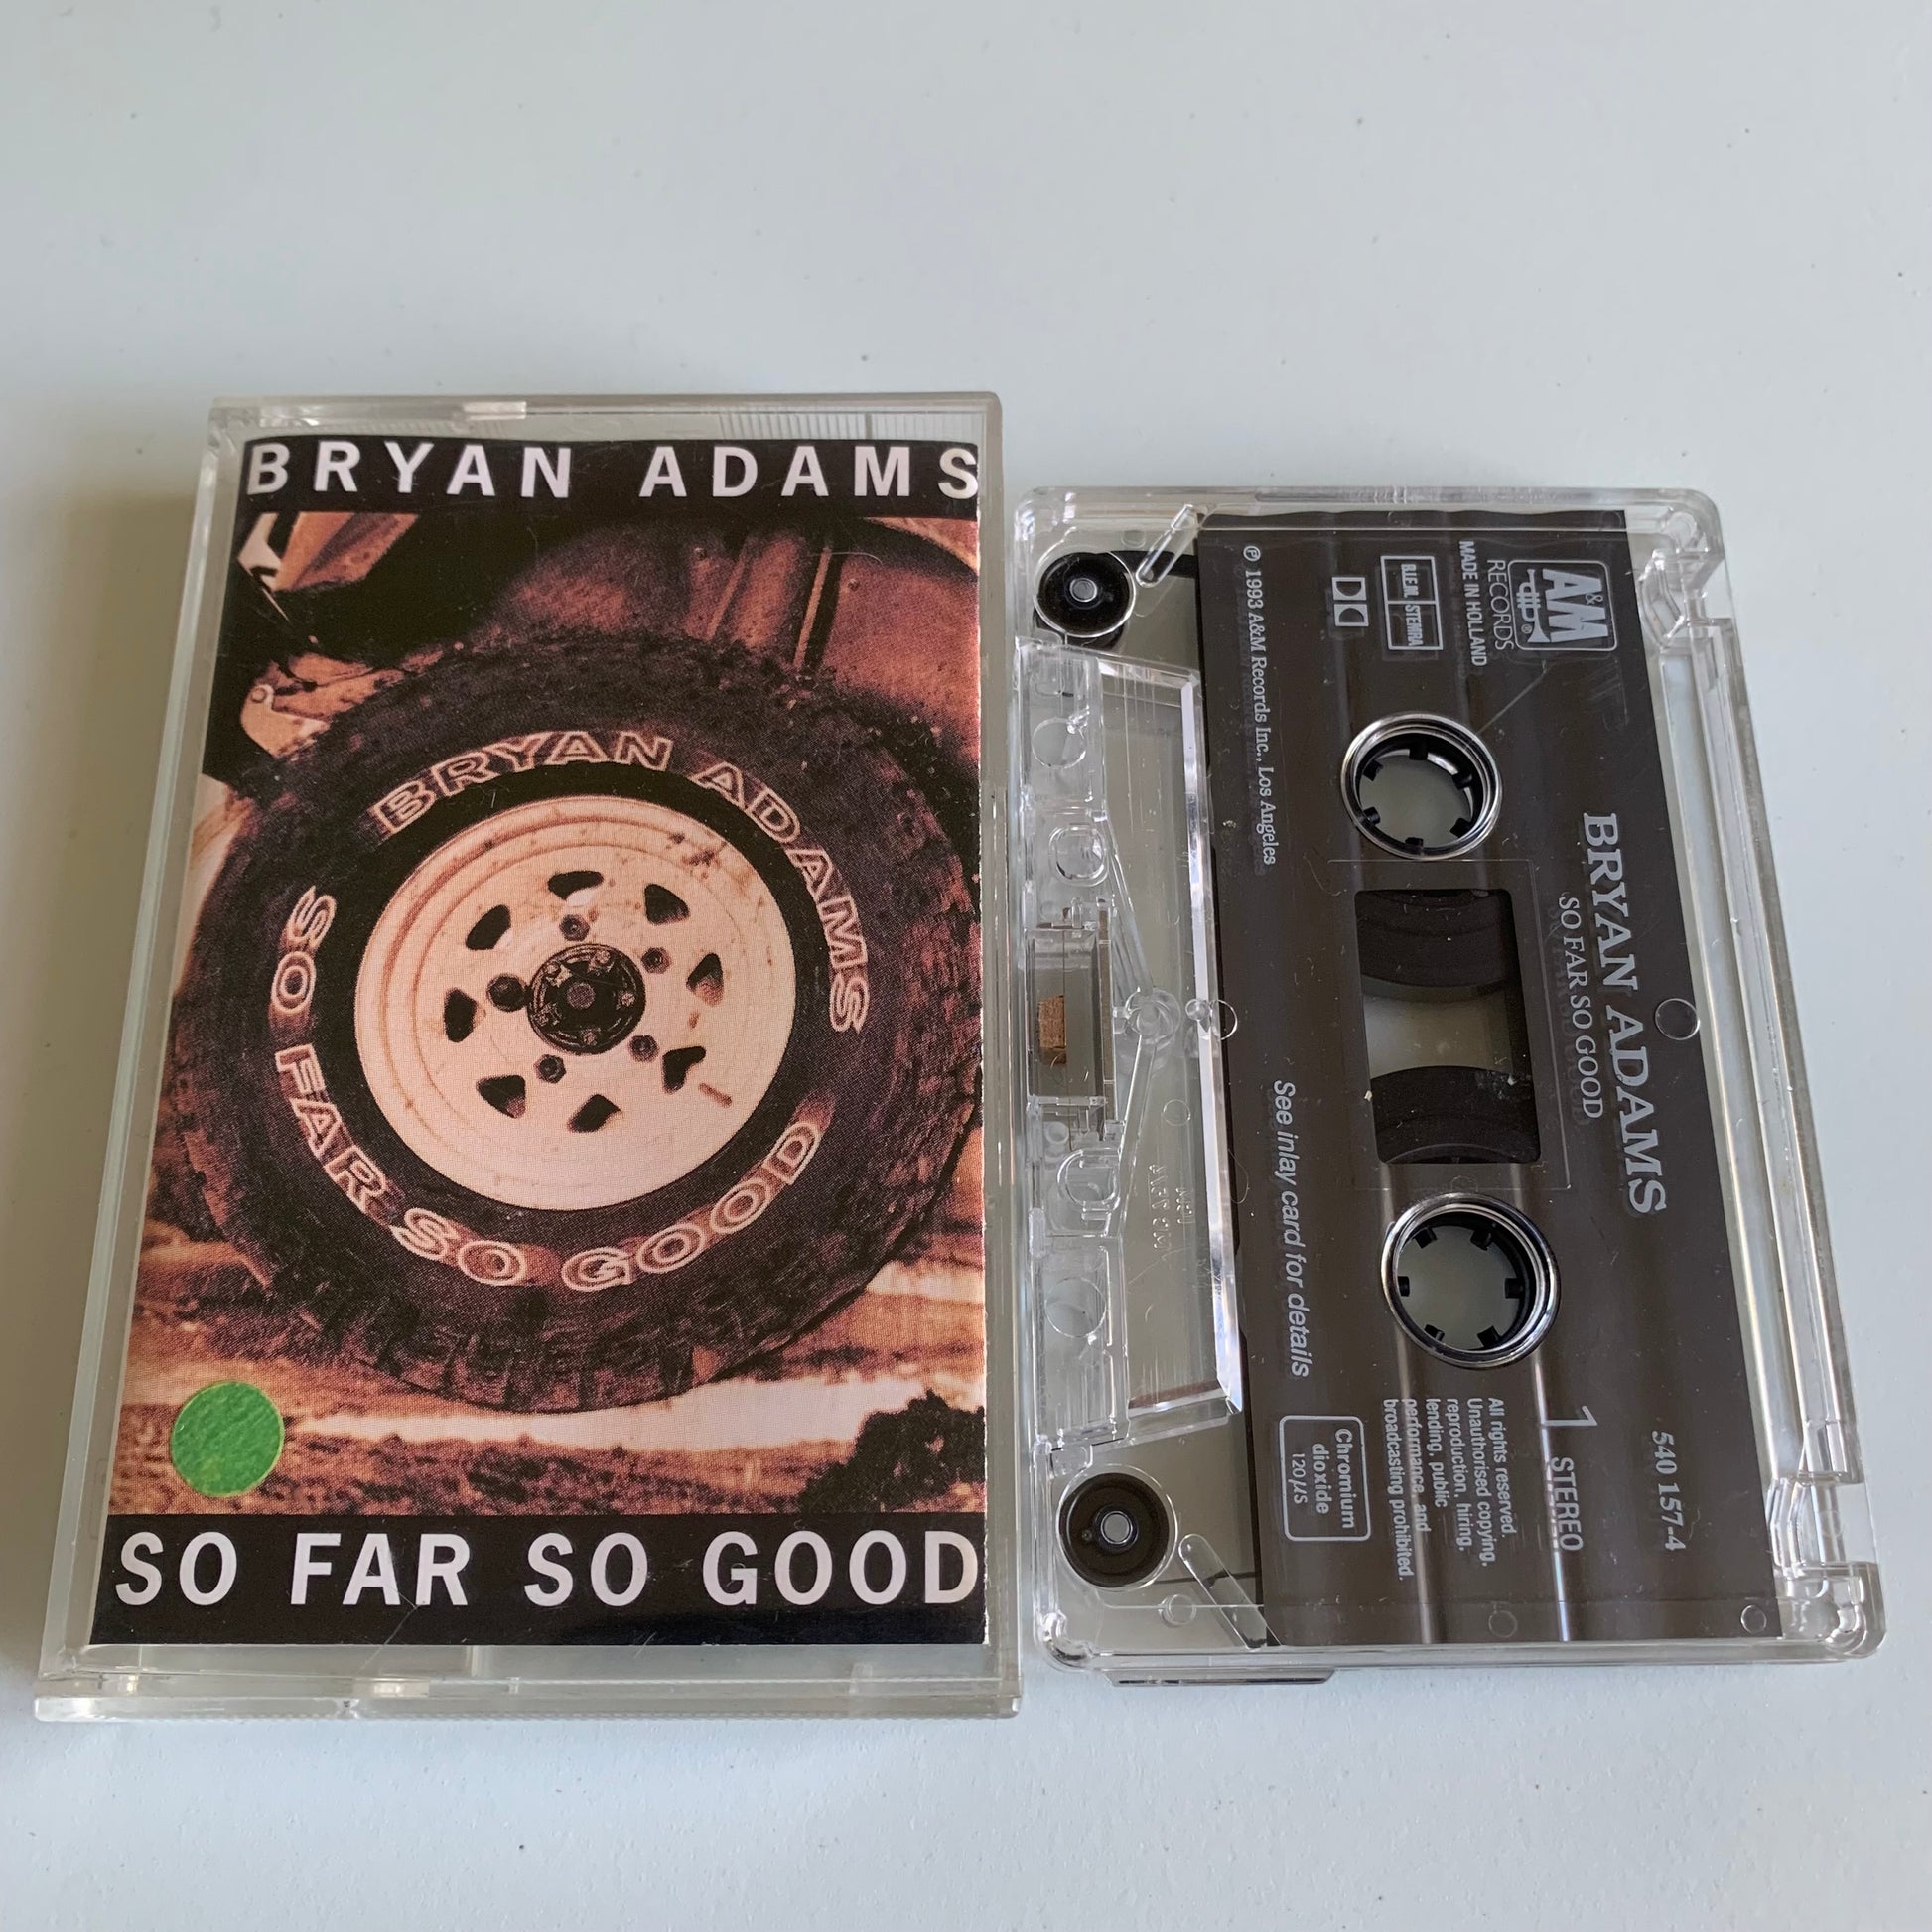 BRYAN ADAMS
BRYAN ADAMS
SO FAR SO GOOD
SO FAR SO GOOD
A&M
RECORDS
MADE IN HOLLAND
B.I.E.M. STEMRA
℗ 1993 A&M Records Inc., Los Angeles
BRYAN ADAMS
SO FAR SO GOOD
See inlay card for details
540 157-4
1
STEREO
All rights reserved.
Unauthorised copying,
reproduction, hiring,
lending, public
performance and
broadcasting prohibited.
Chromium
dioxide
120µs